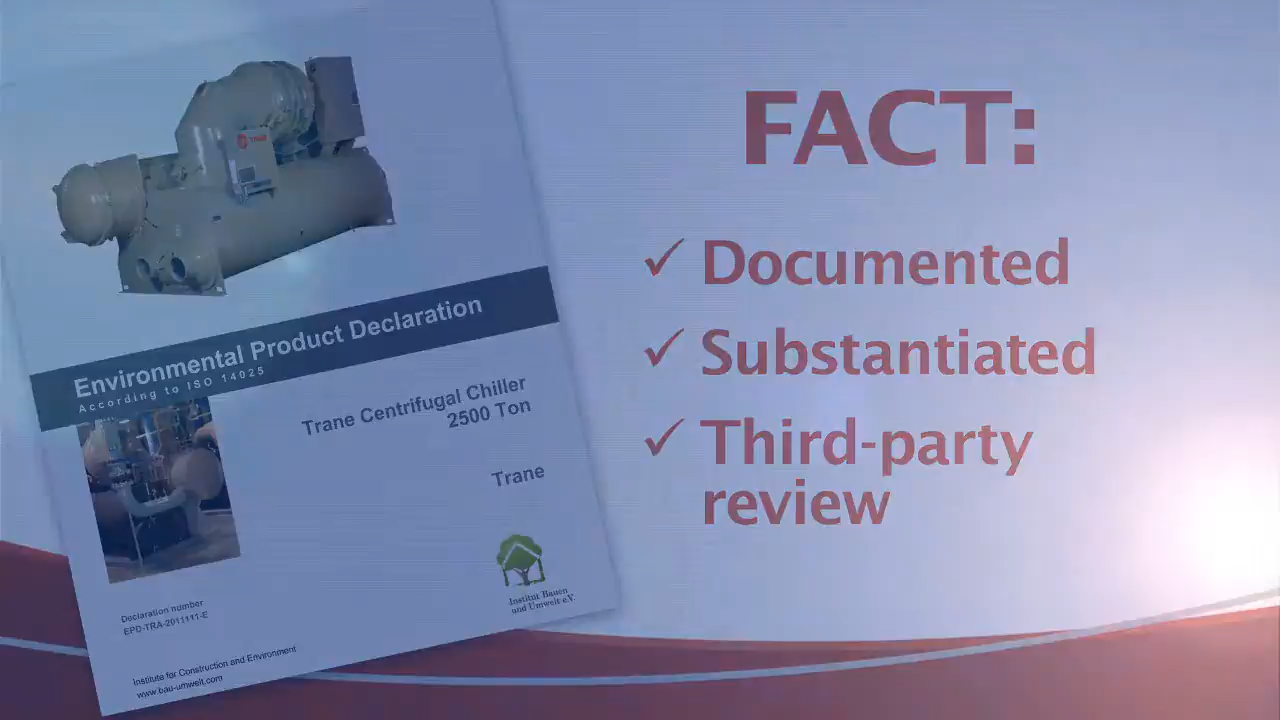 FACT:
✓ Documented
✓ Substantiated
✓ Third-party
review
TRANE
Environmental Product Declaration
According to ISO 14025
Trane Centrifugal Chiller
2500 Ton
Trane
Institut Bauen
und Umwelt e.V.
Declaration number
EPD-TRA-2011111-E
Institute for Construction and Environment
www.bau-umwelt.com